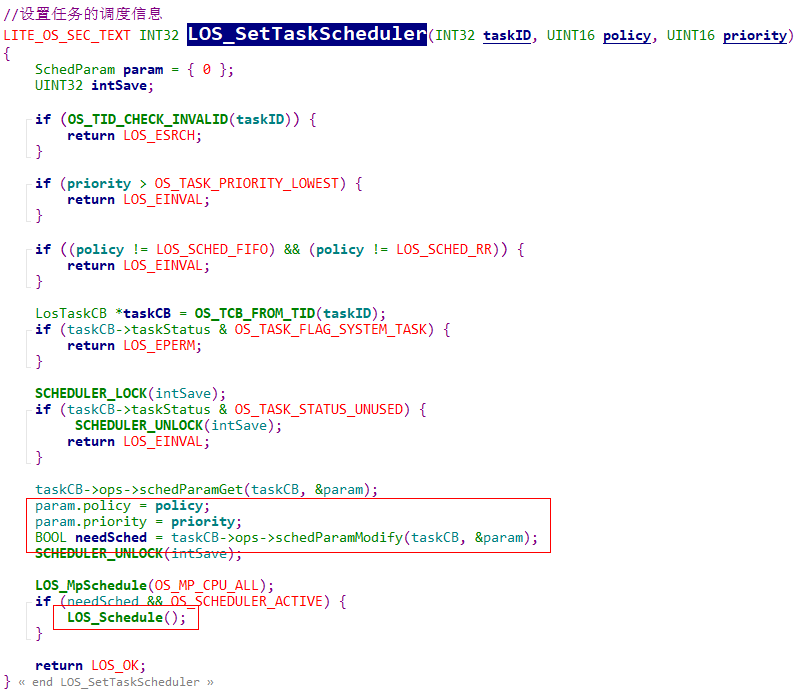 //设置任务的调度信息
LITE_OS_SEC_TEXT INT32 LOS_SetTaskScheduler(INT32 taskID, UINT16 policy, UINT16 priority)
{
    SchedParam param = { 0 };
    UINT32 intSave;

    if (OS_TID_CHECK_INVALID(taskID)) {
        return LOS_ESRCH;
    }

    if (priority > OS_TASK_PRIORITY_LOWEST) {
        return LOS_EINVAL;
    }

    if ((policy != LOS_SCHED_FIFO) && (policy != LOS_SCHED_RR)) {
        return LOS_EINVAL;
    }

    LosTaskCB *taskCB = OS_TCB_FROM_TID(taskID);
    if (taskCB->taskStatus & OS_TASK_FLAG_SYSTEM_TASK) {
        return LOS_EPERM;
    }

    SCHEDULER_LOCK(intSave);
    if (taskCB->taskStatus & OS_TASK_STATUS_UNUSED) {
         SCHEDULER_UNLOCK(intSave);
        return LOS_EINVAL;
    }

    taskCB->ops->schedParamGet(taskCB, &param);
    param.policy = policy;
    param.priority = priority;
    BOOL needSched = taskCB->ops->schedParamModify(taskCB, &param);
    SCHEDULER_UNLOCK(intSave);

    LOS_MpSchedule(OS_MP_CPU_ALL);
    if (needSched && OS_SCHEDULER_ACTIVE) {
        LOS_Schedule();
    }

    return LOS_OK;
} « end LOS_SetTaskScheduler »